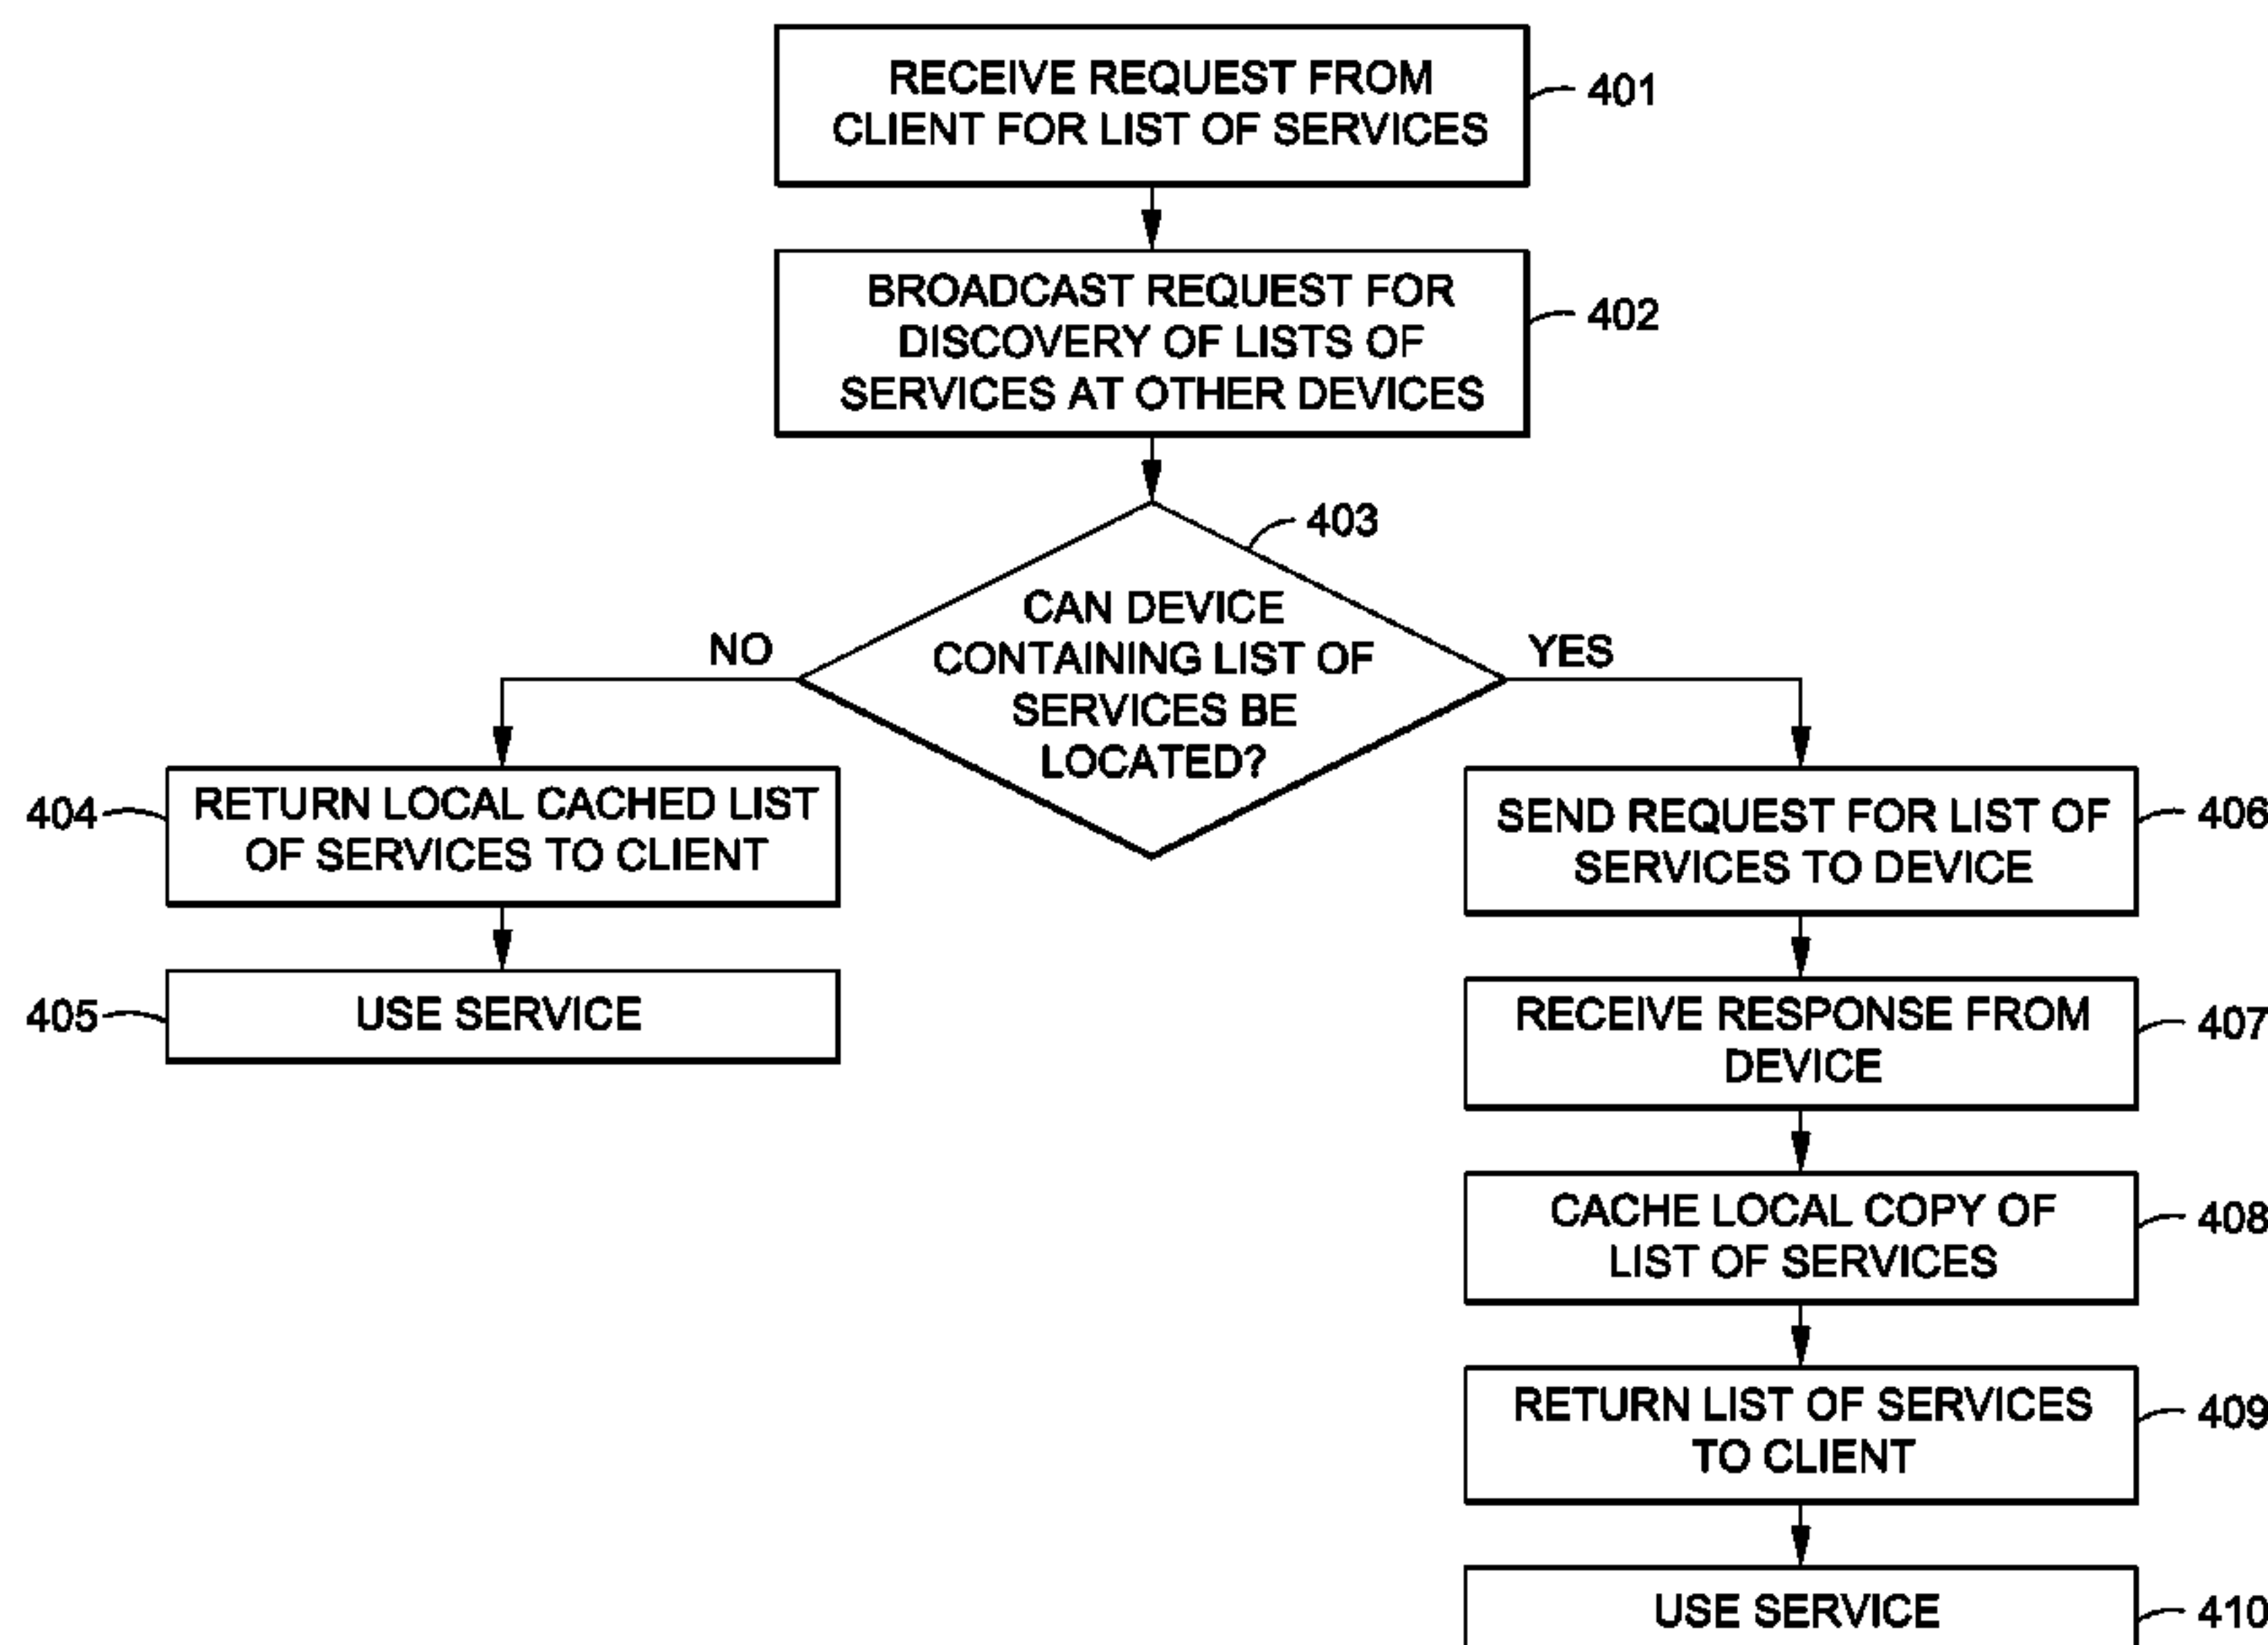 RECEIVE REQUEST FROM
CLIENT FOR LIST OF SERVICES
401
BROADCAST REQUEST FOR
DISCOVERY OF LISTS OF
SERVICES AT OTHER DEVICES
402
403
CAN DEVICE
CONTAINING LIST OF
SERVICES BE
LOCATED?
NO
YES
404
RETURN LOCAL CACHED LIST
OF SERVICES TO CLIENT
405
USE SERVICE
SEND REQUEST FOR LIST OF
SERVICES TO DEVICE
406
RECEIVE RESPONSE FROM
DEVICE
407
CACHE LOCAL COPY OF
LIST OF SERVICES
408
RETURN LIST OF SERVICES
TO CLIENT
409
USE SERVICE
410